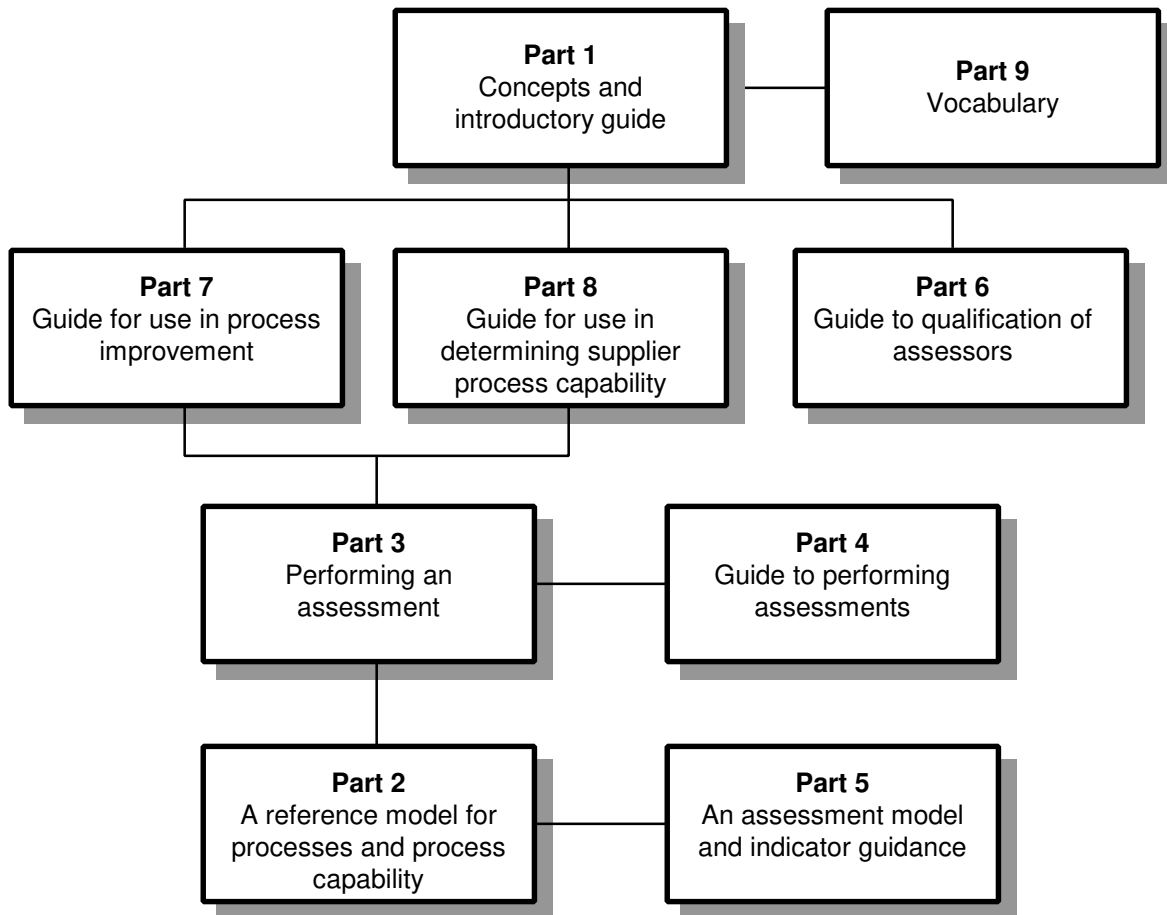 Part 1
Concepts and
introductory guide
Part 9
Vocabulary
Part 7
Guide for use in process
improvement
Part 8
Guide for use in
determining supplier
process capability
Part 6
Guide to qualification of
assessors
Part 3
Performing an
assessment
Part 4
Guide to performing
assessments
Part 2
A reference model for
processes and process
capability
Part 5
An assessment model
and indicator guidance